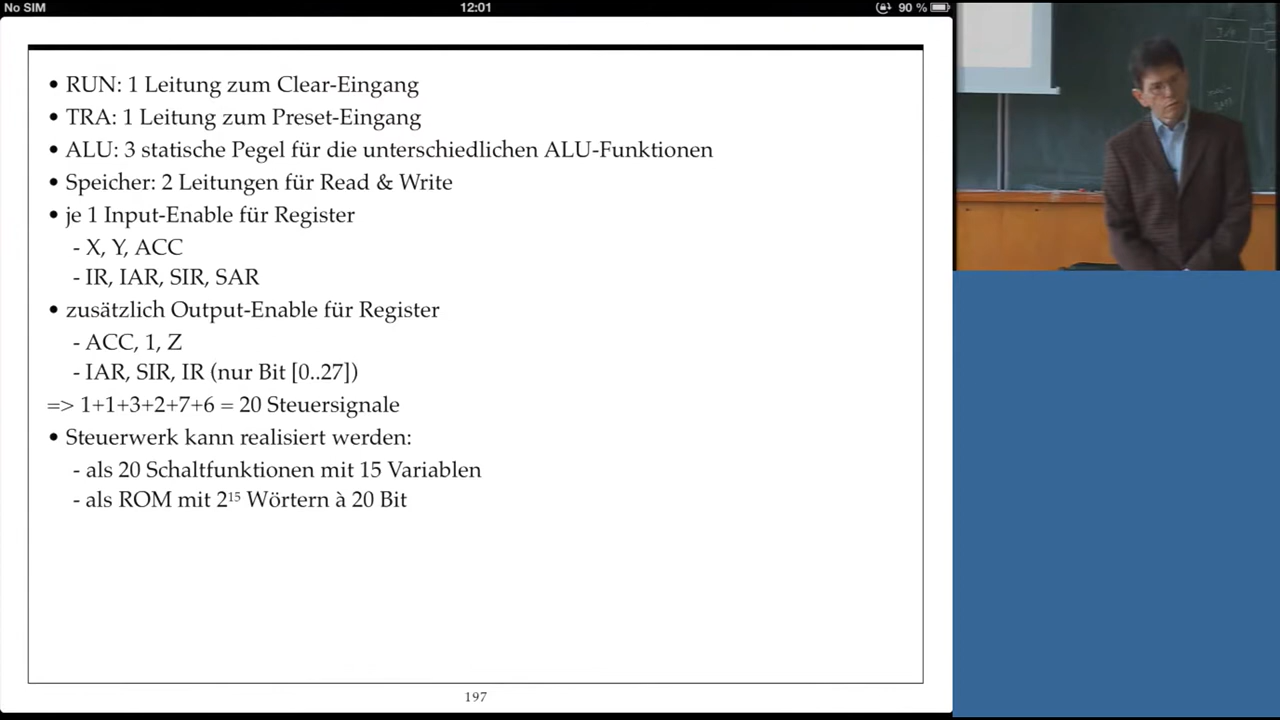 No SIM 12:01 90 %
• RUN: 1 Leitung zum Clear-Eingang
• TRA: 1 Leitung zum Preset-Eingang
• ALU: 3 statische Pegel für die unterschiedlichen ALU-Funktionen
• Speicher: 2 Leitungen für Read & Write
• je 1 Input-Enable für Register
- X, Y, ACC
- IR, IAR, SIR, SAR
• zusätzlich Output-Enable für Register
- ACC, 1, Z
- IAR, SIR, IR (nur Bit [0..27])
=> 1+1+3+2+7+6 = 20 Steuersignale
• Steuerwerk kann realisiert werden:
- als 20 Schaltfunktionen mit 15 Variablen
- als ROM mit 2¹⁵ Wörtern à 20 Bit
197